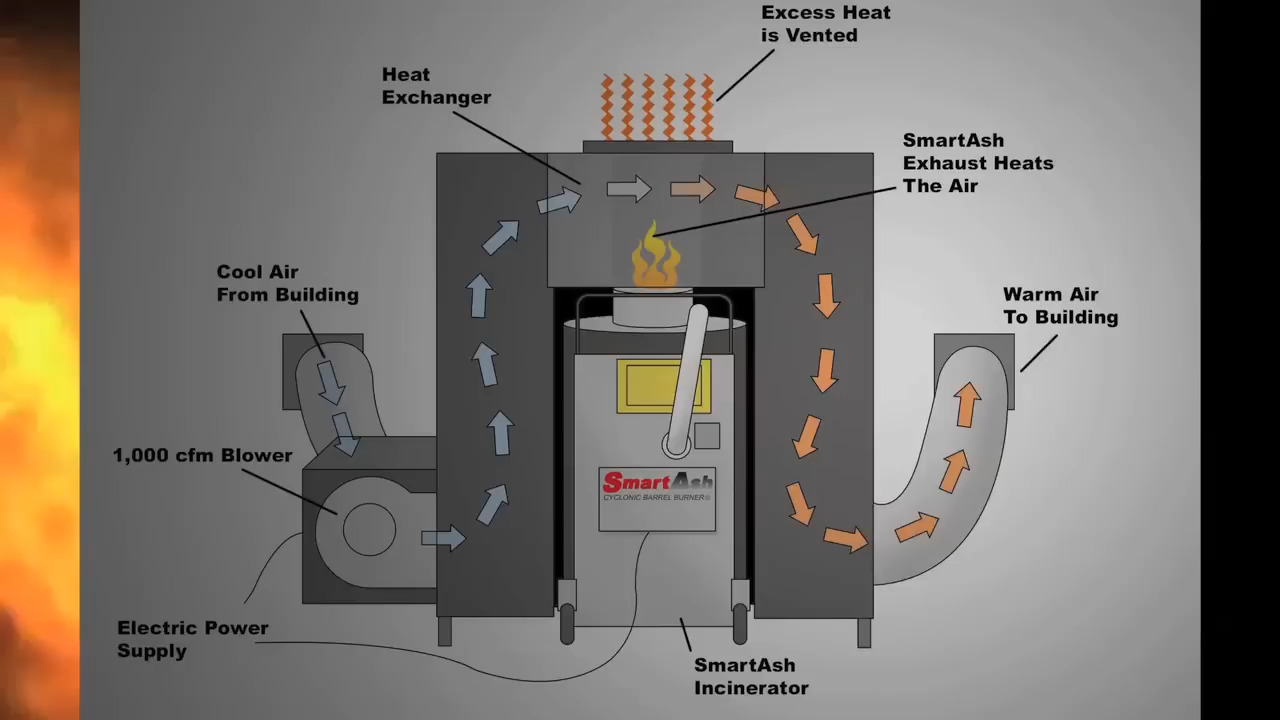 Excess Heat
is Vented
Heat
Exchanger
SmartAsh
Exhaust Heats
The Air
Cool Air
From Building
Warm Air
To Building
1,000 cfm Blower
SmartAsh
CYCLONIC BARREL BURNER®
Electric Power
Supply
SmartAsh
Incinerator